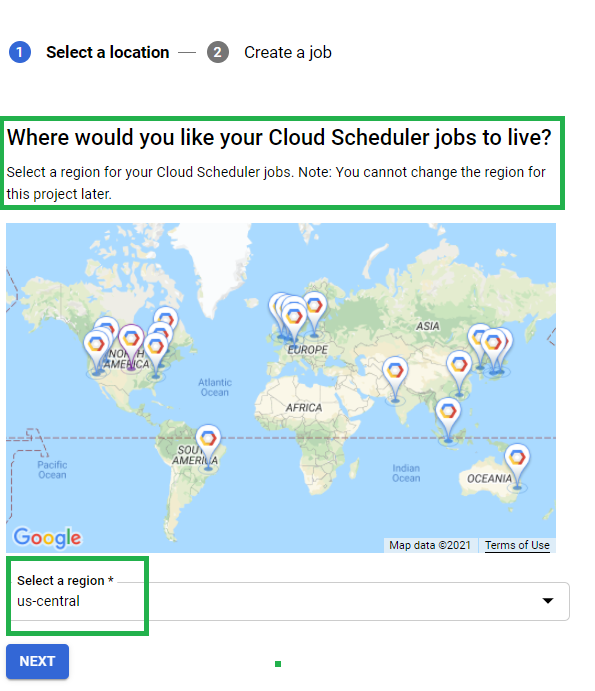 1 Select a location — 2 Create a job
Where would you like your Cloud Scheduler jobs to live?
Select a region for your Cloud Scheduler jobs. Note: You cannot change the region for
this project later.
ASIA
EUROPE
NORTH
AMERICA
Atlantic
Ocean
AFRICA
SOUTH
AMERICA
Pacific
Ocean
Indian
Ocean
OCEANIA
Google
Map data ©2021 Terms of Use
Select a region *
us-central
NEXT